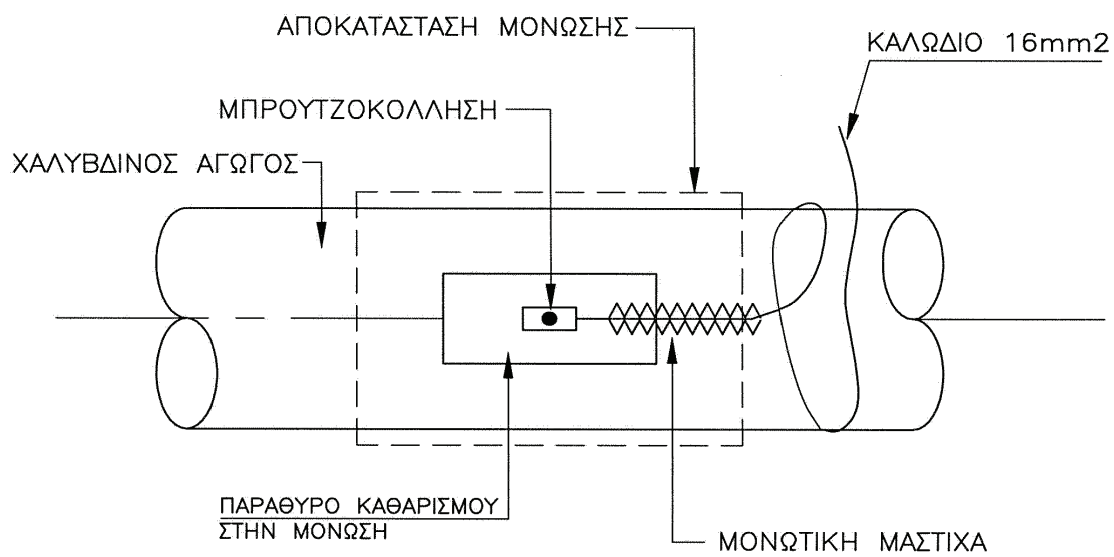 ΑΠΟΚΑΤΑΣΤΑΣΗ ΜΟΝΩΣΗΣ
ΚΑΛΩΔΙΟ 16mm2
ΜΠΡΟΥΤΖΟΚΟΛΛΗΣΗ
ΧΑΛΥΒΔΙΝΟΣ ΑΓΩΓΟΣ
ΠΑΡΑΘΥΡΟ ΚΑΘΑΡΙΣΜΟΥ
ΣΤΗΝ ΜΟΝΩΣΗ
ΜΟΝΩΤΙΚΗ ΜΑΣΤΙΧΑ